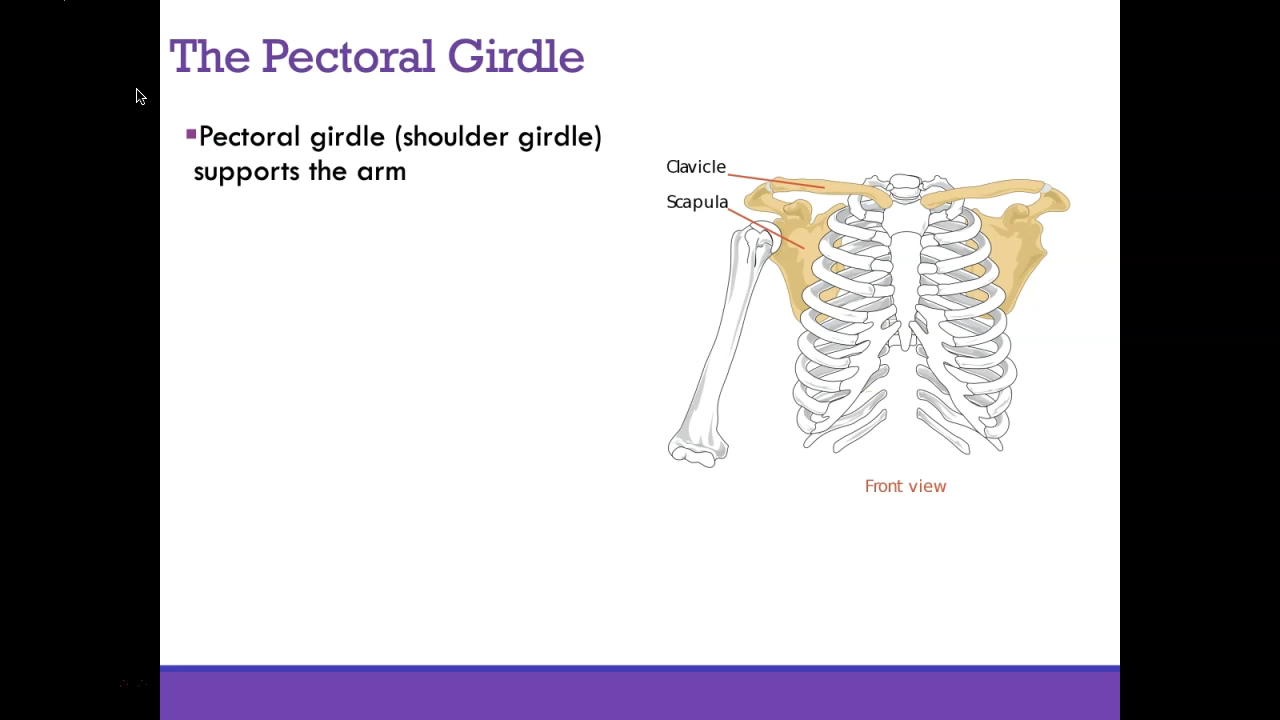 The Pectoral Girdle
▪Pectoral girdle (shoulder girdle)
supports the arm
Clavicle
Scapula
Front view